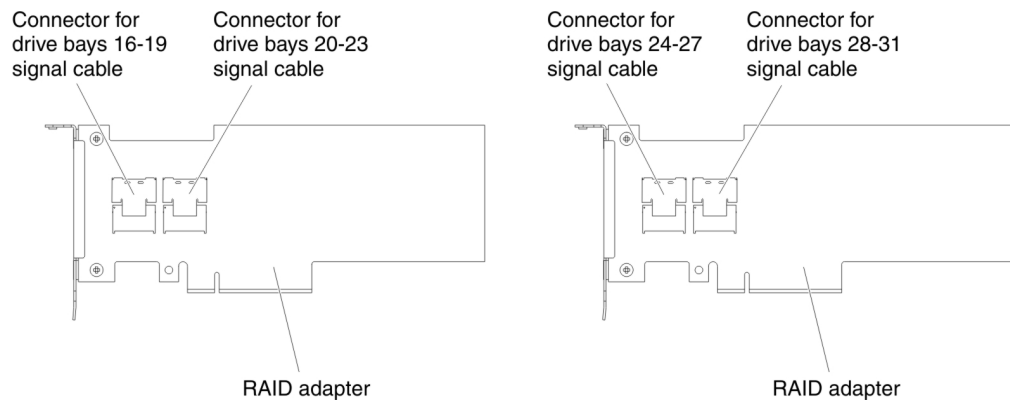 Connector for
drive bays 16-19
signal cable
Connector for
drive bays 20-23
signal cable
Connector for
drive bays 24-27
signal cable
Connector for
drive bays 28-31
signal cable
RAID adapter
RAID adapter